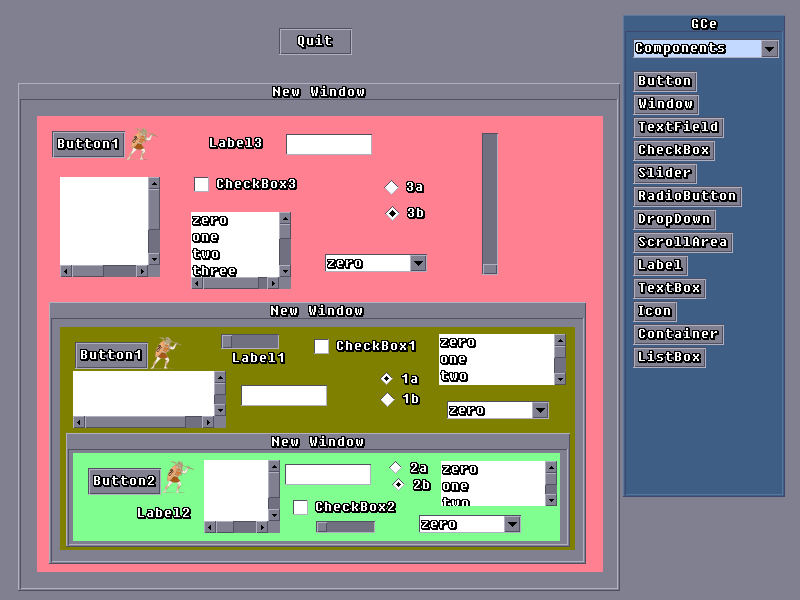 Quit
New Window
Button1
Label3
CheckBox3
3a
3b
zero
one
two
three
zero
New Window
Button1
Label1
CheckBox1
1a
1b
zero
one
two
zero
New Window
Button2
Label2
CheckBox2
2a
2b
zero
one
two
zero
GCe
Components
Button
Window
TextField
CheckBox
Slider
RadioButton
DropDown
ScrollArea
Label
TextBox
Icon
Container
ListBox